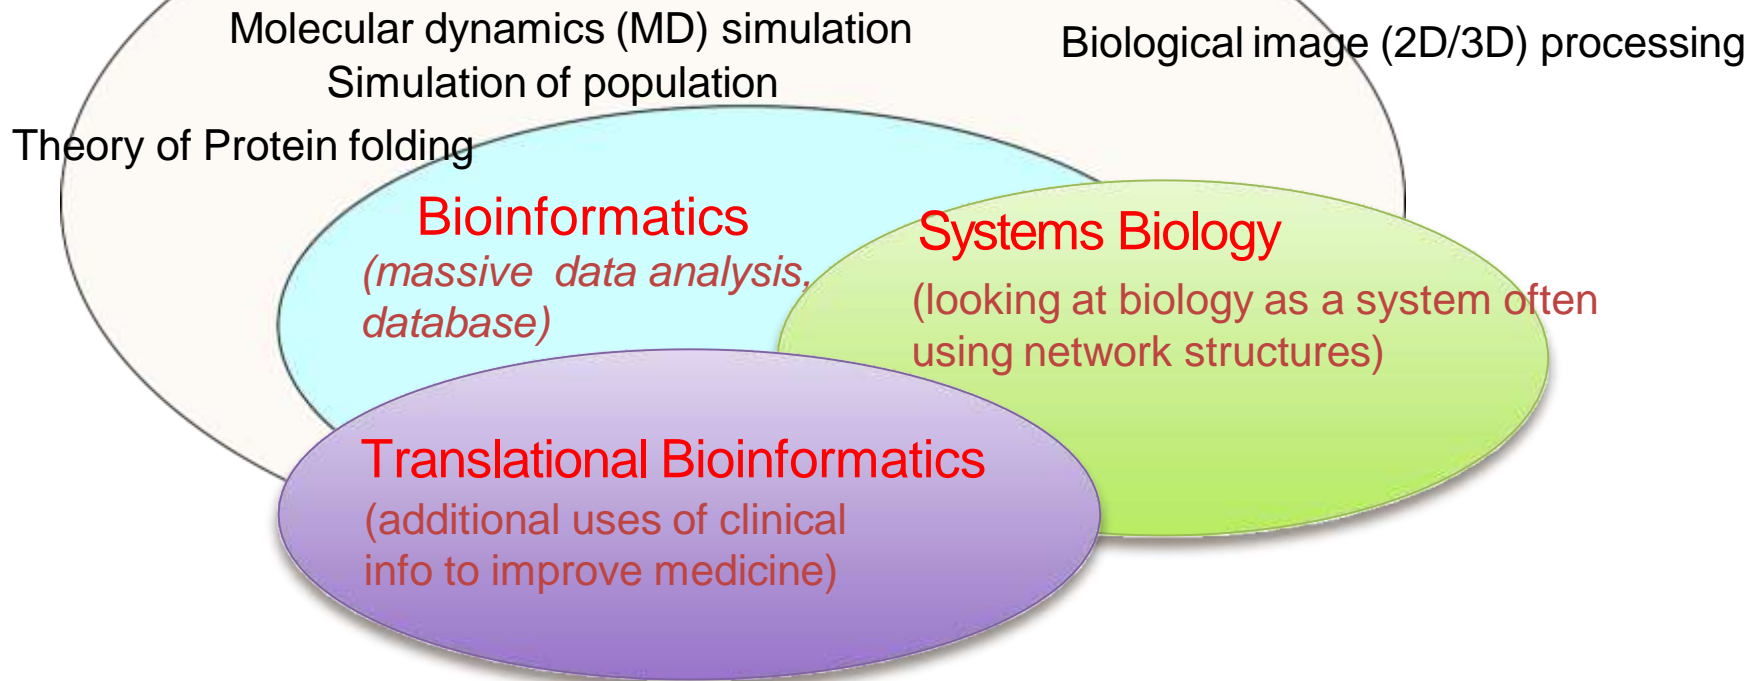 Molecular dynamics (MD) simulation
Biological image (2D/3D) processing
Simulation of population
Theory of Protein folding
Bioinformatics
(massive data analysis,
database)
Systems Biology
(looking at biology as a system often
using network structures)
Translational Bioinformatics
(additional uses of clinical
info to improve medicine)